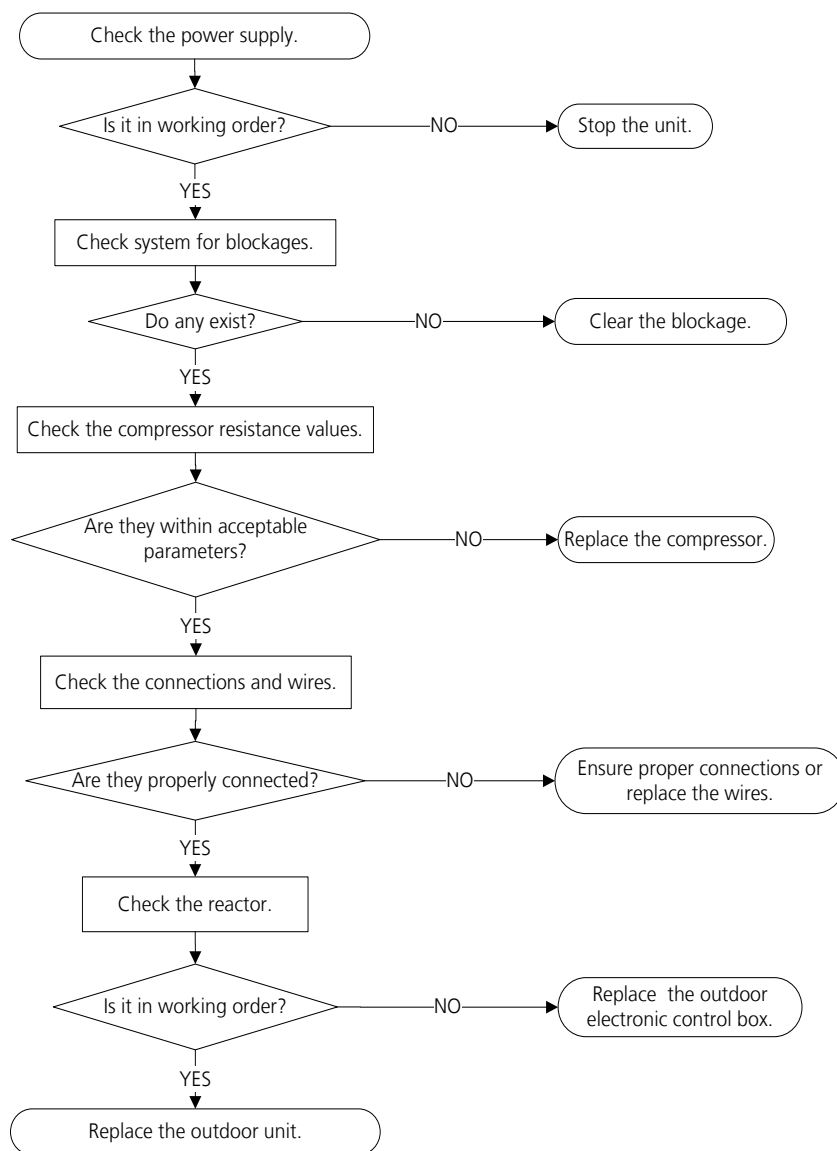 Check the power supply.
Is it in working order?
NO
Stop the unit.
YES
Check system for blockages.
Do any exist?
NO
Clear the blockage.
YES
Check the compressor resistance values.
Are they within acceptable
parameters?
NO
Replace the compressor.
YES
Check the connections and wires.
Are they properly connected?
NO
Ensure proper connections or
replace the wires.
YES
Check the reactor.
Is it in working order?
NO
Replace the outdoor
electronic control box.
YES
Replace the outdoor unit.